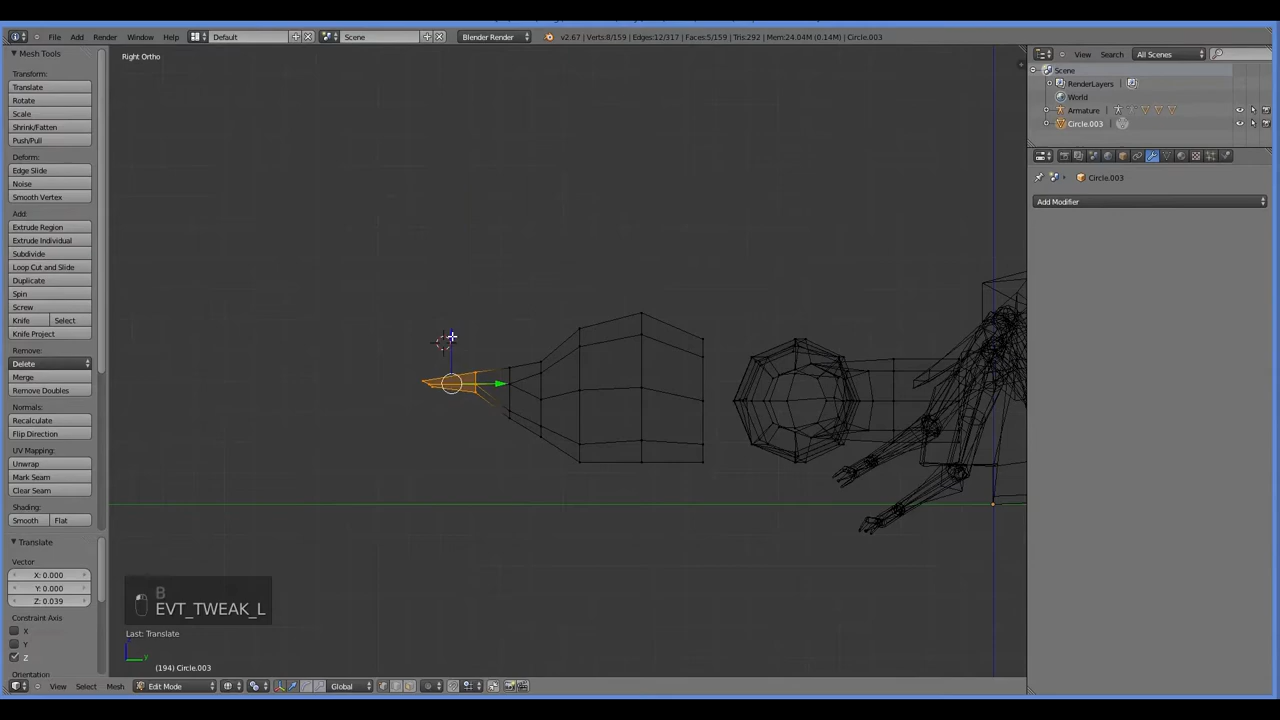 File Add Render Window Help Default Scene Blender Render v2.67 | Verts:8/159 | Edges:12/317 | Faces:5/159 | Tris:292 | Mem:24.04M (0.14M) | Circle.003
Mesh Tools
Right Ortho
View Search All Scenes
Scene
RenderLayers
World
Armature
Circle.003
Transform:
Translate
Rotate
Scale
Shrink/Fatten
Push/Pull
Deform:
Edge Slide
Noise
Smooth Vertex
Add:
Extrude Region
Extrude Individual
Subdivide
Loop Cut and Slide
Duplicate
Spin
Screw
Knife Select
Knife Project
Remove:
Delete
Merge
Remove Doubles
Normals:
Recalculate
Flip Direction
UV Mapping:
Unwrap
Mark Seam
Clear Seam
Shading:
Smooth Flat
Translate
Vector
X: 0.000
Y: 0.000
Z: 0.039
Constraint Axis
X
Y
Z
Orientation
Circle.003
Add Modifier
B
EVT_TWEAK_L
Last: Translate
y
(194) Circle.003
View Select Mesh Edit Mode Global